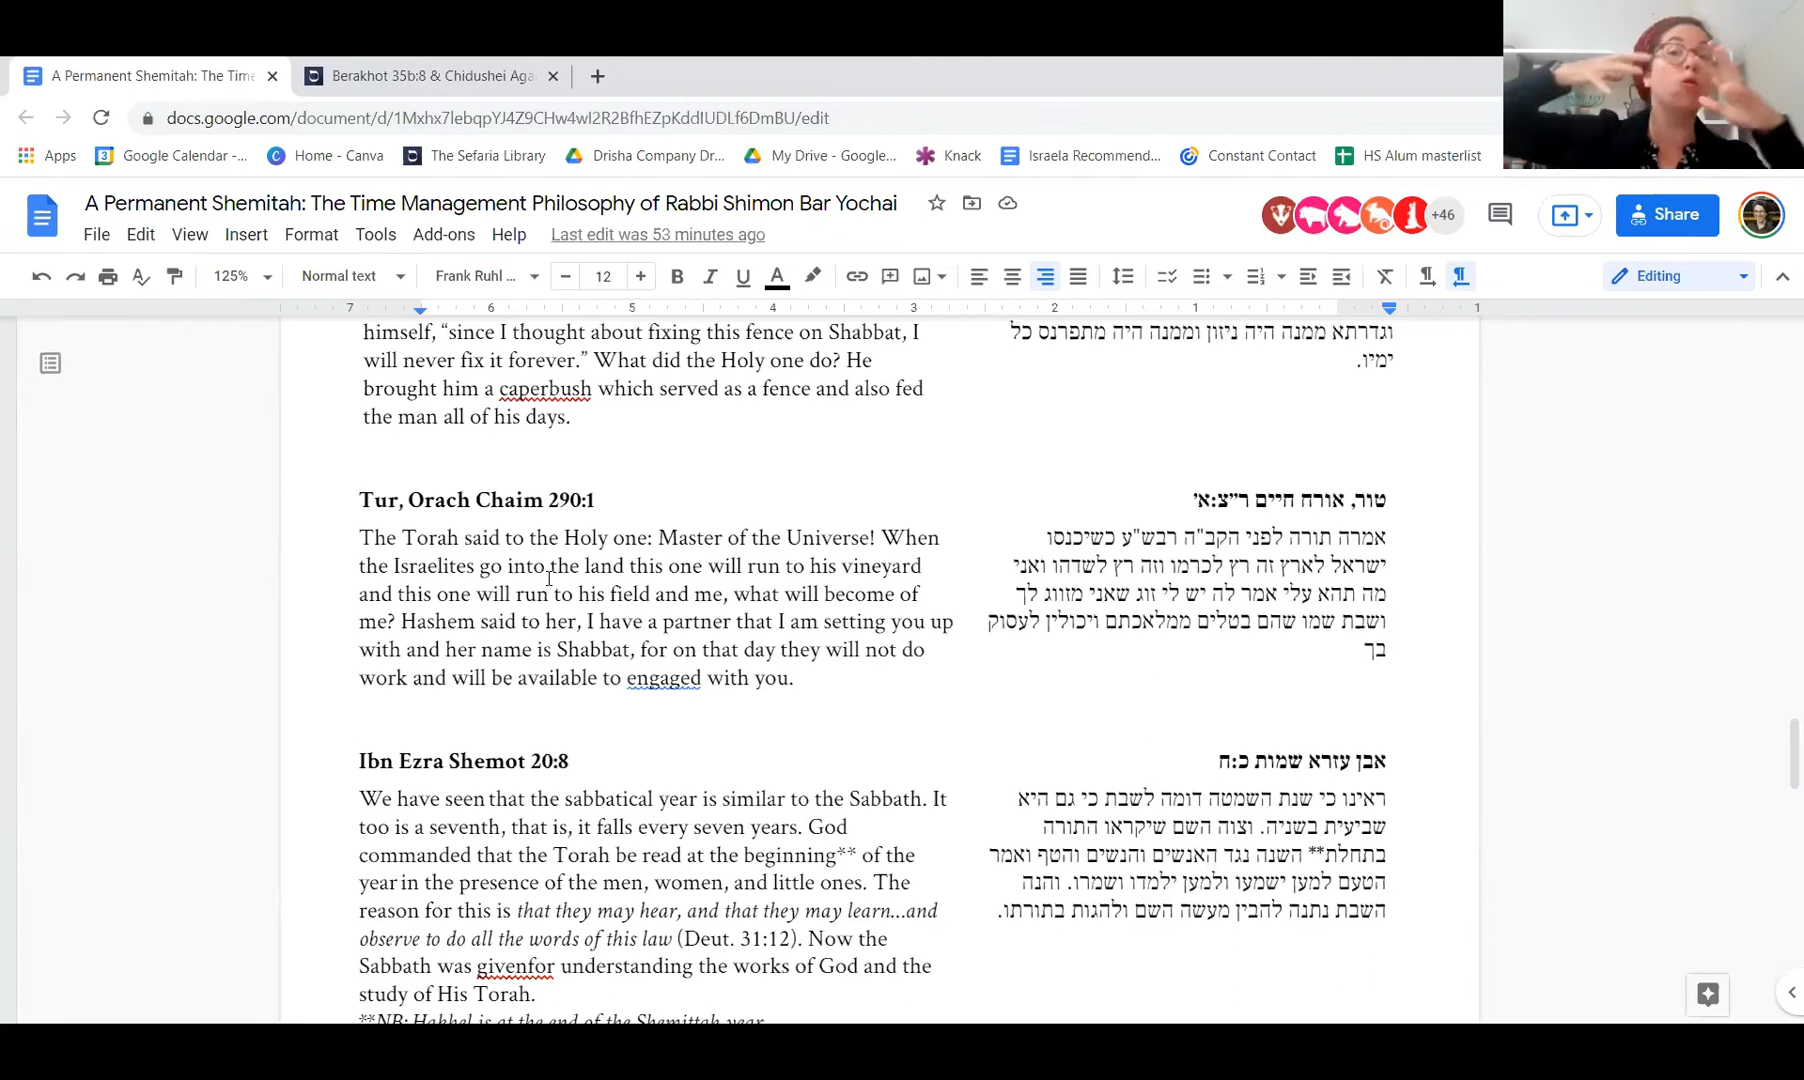 A Permanent Shemitah: The Time
Berakhot 35b:8 & Chidushei Aga
docs.google.com/document/d/1Mxhx7lebqpYJ4Z9CHw4wI2R2BfhEZpKddIUDLf6DmBU/edit
Apps Google Calendar -... Home - Canva The Sefaria Library Drisha Company Dr... My Drive - Google... Knack Israela Recommend... Constant Contact HS Alum masterlist
A Permanent Shemitah: The Time Management Philosophy of Rabbi Shimon Bar Yochai
+46
Share
File Edit View Insert Format Tools Add-ons Help Last edit was 53 minutes ago
125% Normal text Frank Ruhl ... 12 B I U A Editing
7 6 5 4 3 2 1 1
himself, “since I thought about fixing this fence on Shabbat, I
will never fix it forever.” What did the Holy one do? He
brought him a caperbush which served as a fence and also fed
the man all of his days.
וגדרתא ממנה היה ניזון וממנה היה מתפרנס כל
ימיו.
Tur, Orach Chaim 290:1
The Torah said to the Holy one: Master of the Universe! When
the Israelites go into the land this one will run to his vineyard
and this one will run to his field and me, what will become of
me? Hashem said to her, I have a partner that I am setting you up
with and her name is Shabbat, for on that day they will not do
work and will be available to engaged with you.
טור, אורח חיים ר״צ:א׳
אמרה תורה לפני הקב"ה רבש"ע כשיכנסו
ישראל לארץ זה רץ לכרמו וזה רץ לשדהו ואני
מה תהא עלי אמר לה יש לי זוג שאני מזווג לך
ושבת שמו שהם בטלים ממלאכתם ויכולין לעסוק
בך
Ibn Ezra Shemot 20:8
We have seen that the sabbatical year is similar to the Sabbath. It
too is a seventh, that is, it falls every seven years. God
commanded that the Torah be read at the beginning** of the
year in the presence of the men, women, and little ones. The
reason for this is that they may hear, and that they may learn...and
observe to do all the words of this law (Deut. 31:12). Now the
Sabbath was givenfor understanding the works of God and the
study of His Torah.
**NB: Hakhel is at the end of the Shemittah year
אבן עזרא שמות כ:ח
ראינו כי שנת השמטה דומה לשבת כי גם היא
שביעית בשניה. וצוה השם שיקראו התורה
בתחלת** השנה נגד האנשים והנשים והטף ואמר
הטעם למען ישמעו ולמען ילמדו ושמרו. והנה
השבת נתנה להבין מעשה השם ולהגות בתורתו.